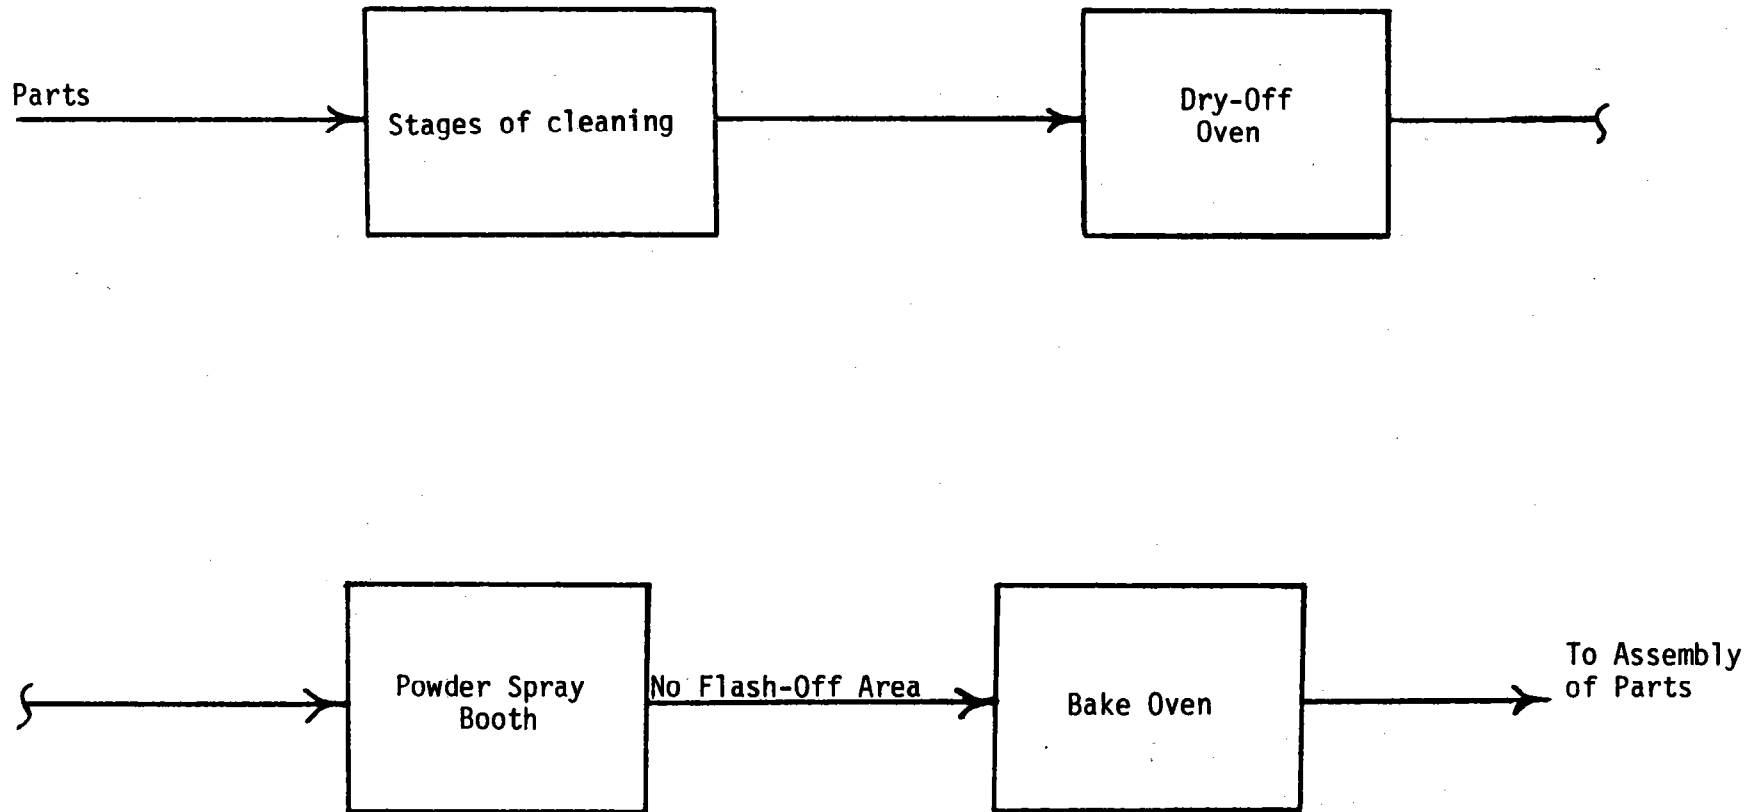 Parts
Stages of cleaning
Dry-Off
Oven
Powder Spray
Booth
No Flash-Off Area
Bake Oven
To Assembly
of Parts